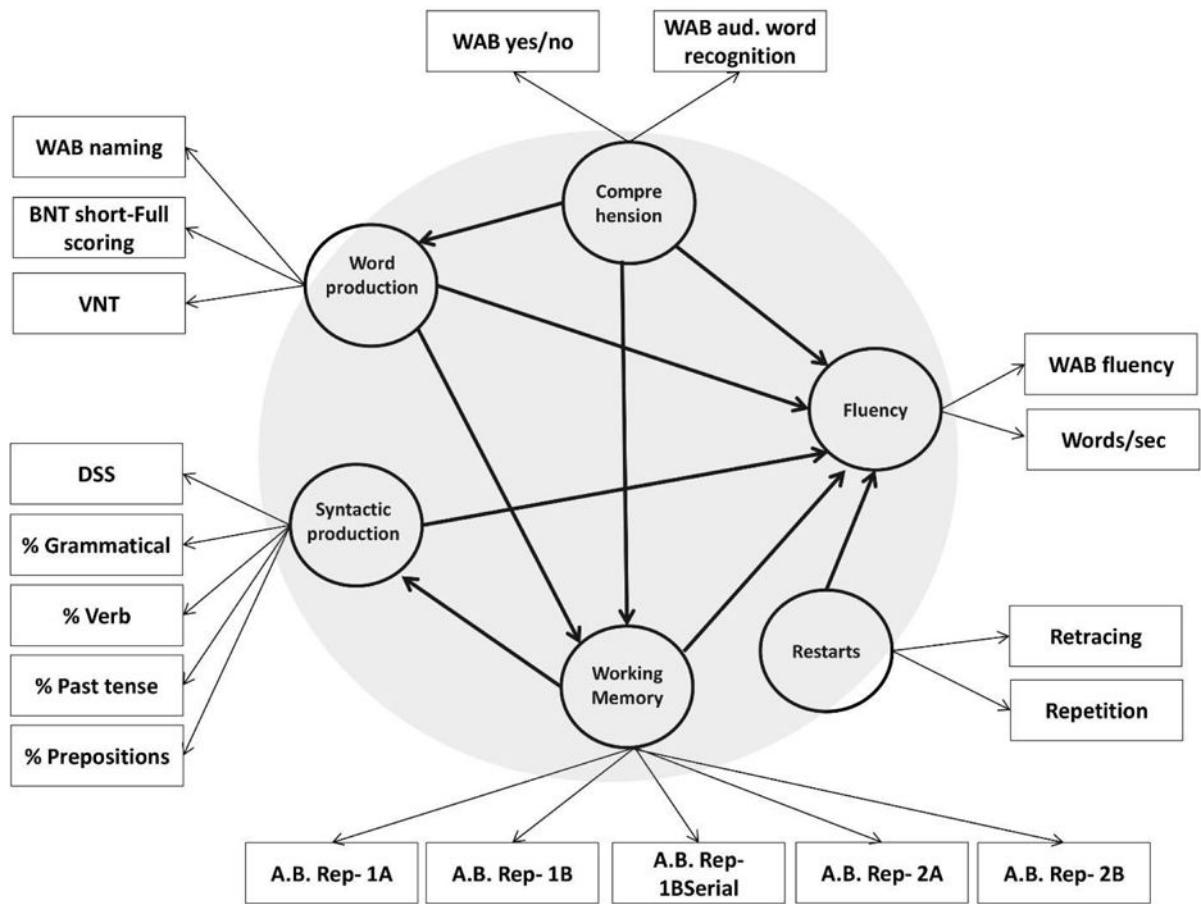 WAB yes/no
WAB aud. word
recognition
WAB naming
BNT short-Full
scoring
VNT
Compre
hension
Word
production
Fluency
WAB fluency
Words/sec
DSS
% Grammatical
% Verb
% Past tense
% Prepositions
Syntactic
production
Working
Memory
Restarts
Retracing
Repetition
A.B. Rep- 1A
A.B. Rep- 1B
A.B. Rep-
1BSerial
A.B. Rep- 2A
A.B. Rep- 2B